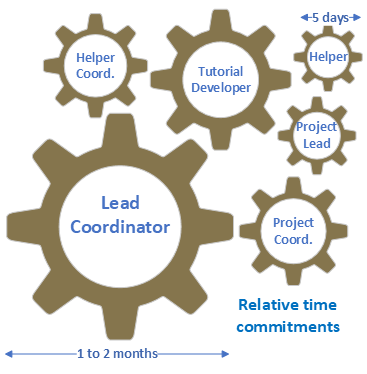 5 days
Helper
Coord.
Tutorial
Developer
Helper
Project
Lead
Lead
Coordinator
Project
Coord.
Relative time
commitments
1 to 2 months